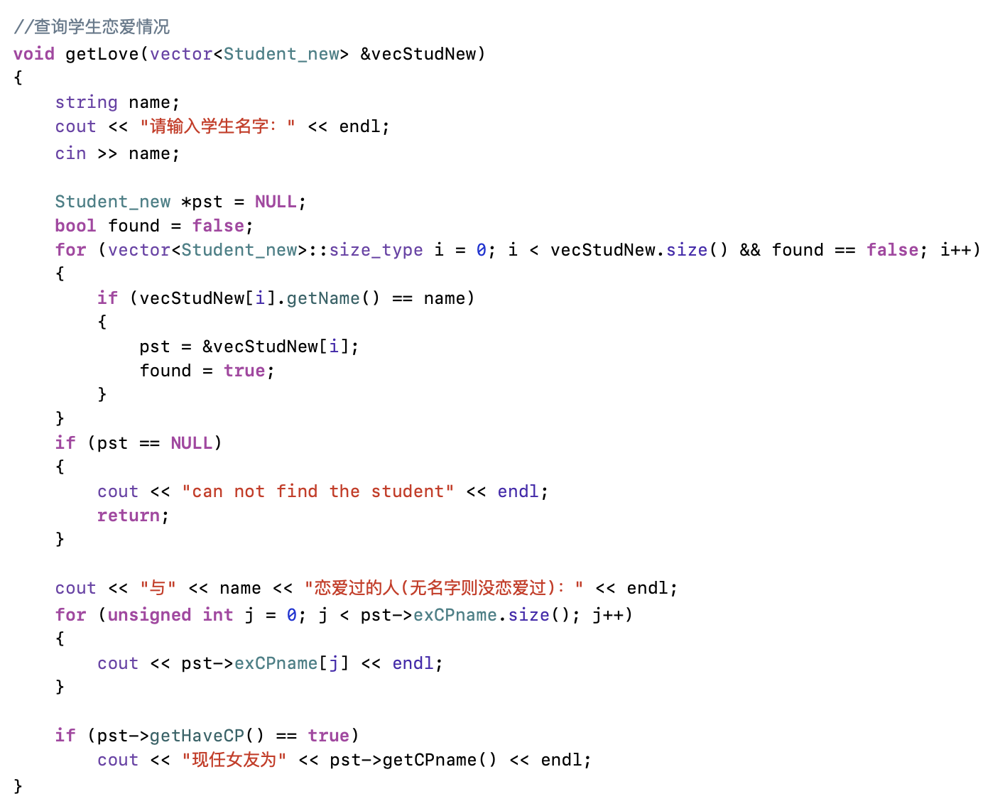 //查询学生恋爱情况
void getLove(vector<Student_new> &vecStudNew)
{
    string name;
    cout << "请输入学生名字：" << endl;
    cin >> name;

    Student_new *pst = NULL;
    bool found = false;
    for (vector<Student_new>::size_type i = 0; i < vecStudNew.size() && found == false; i++)
    {
        if (vecStudNew[i].getName() == name)
        {
            pst = &vecStudNew[i];
            found = true;
        }
    }
    if (pst == NULL)
    {
        cout << "can not find the student" << endl;
        return;
    }

    cout << "与" << name << "恋爱过的人(无名字则没恋爱过)：" << endl;
    for (unsigned int j = 0; j < pst->exCPname.size(); j++)
    {
        cout << pst->exCPname[j] << endl;
    }

    if (pst->getHaveCP() == true)
        cout << "现任女友为" << pst->getCPname() << endl;
}